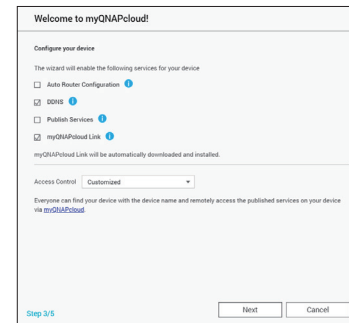 Welcome to myQNAPcloud!
Configure your device
The wizard will enable the following services for your device
Auto Router Configuration
DDNS
Publish Services
myQNAPcloud Link
myQNAPcloud Link will be automatically downloaded and installed.
Access Control Customized
Everyone can find your device with the device name and remotely access the published services on your device
via myQNAPcloud.
Step 3/5 Next Cancel